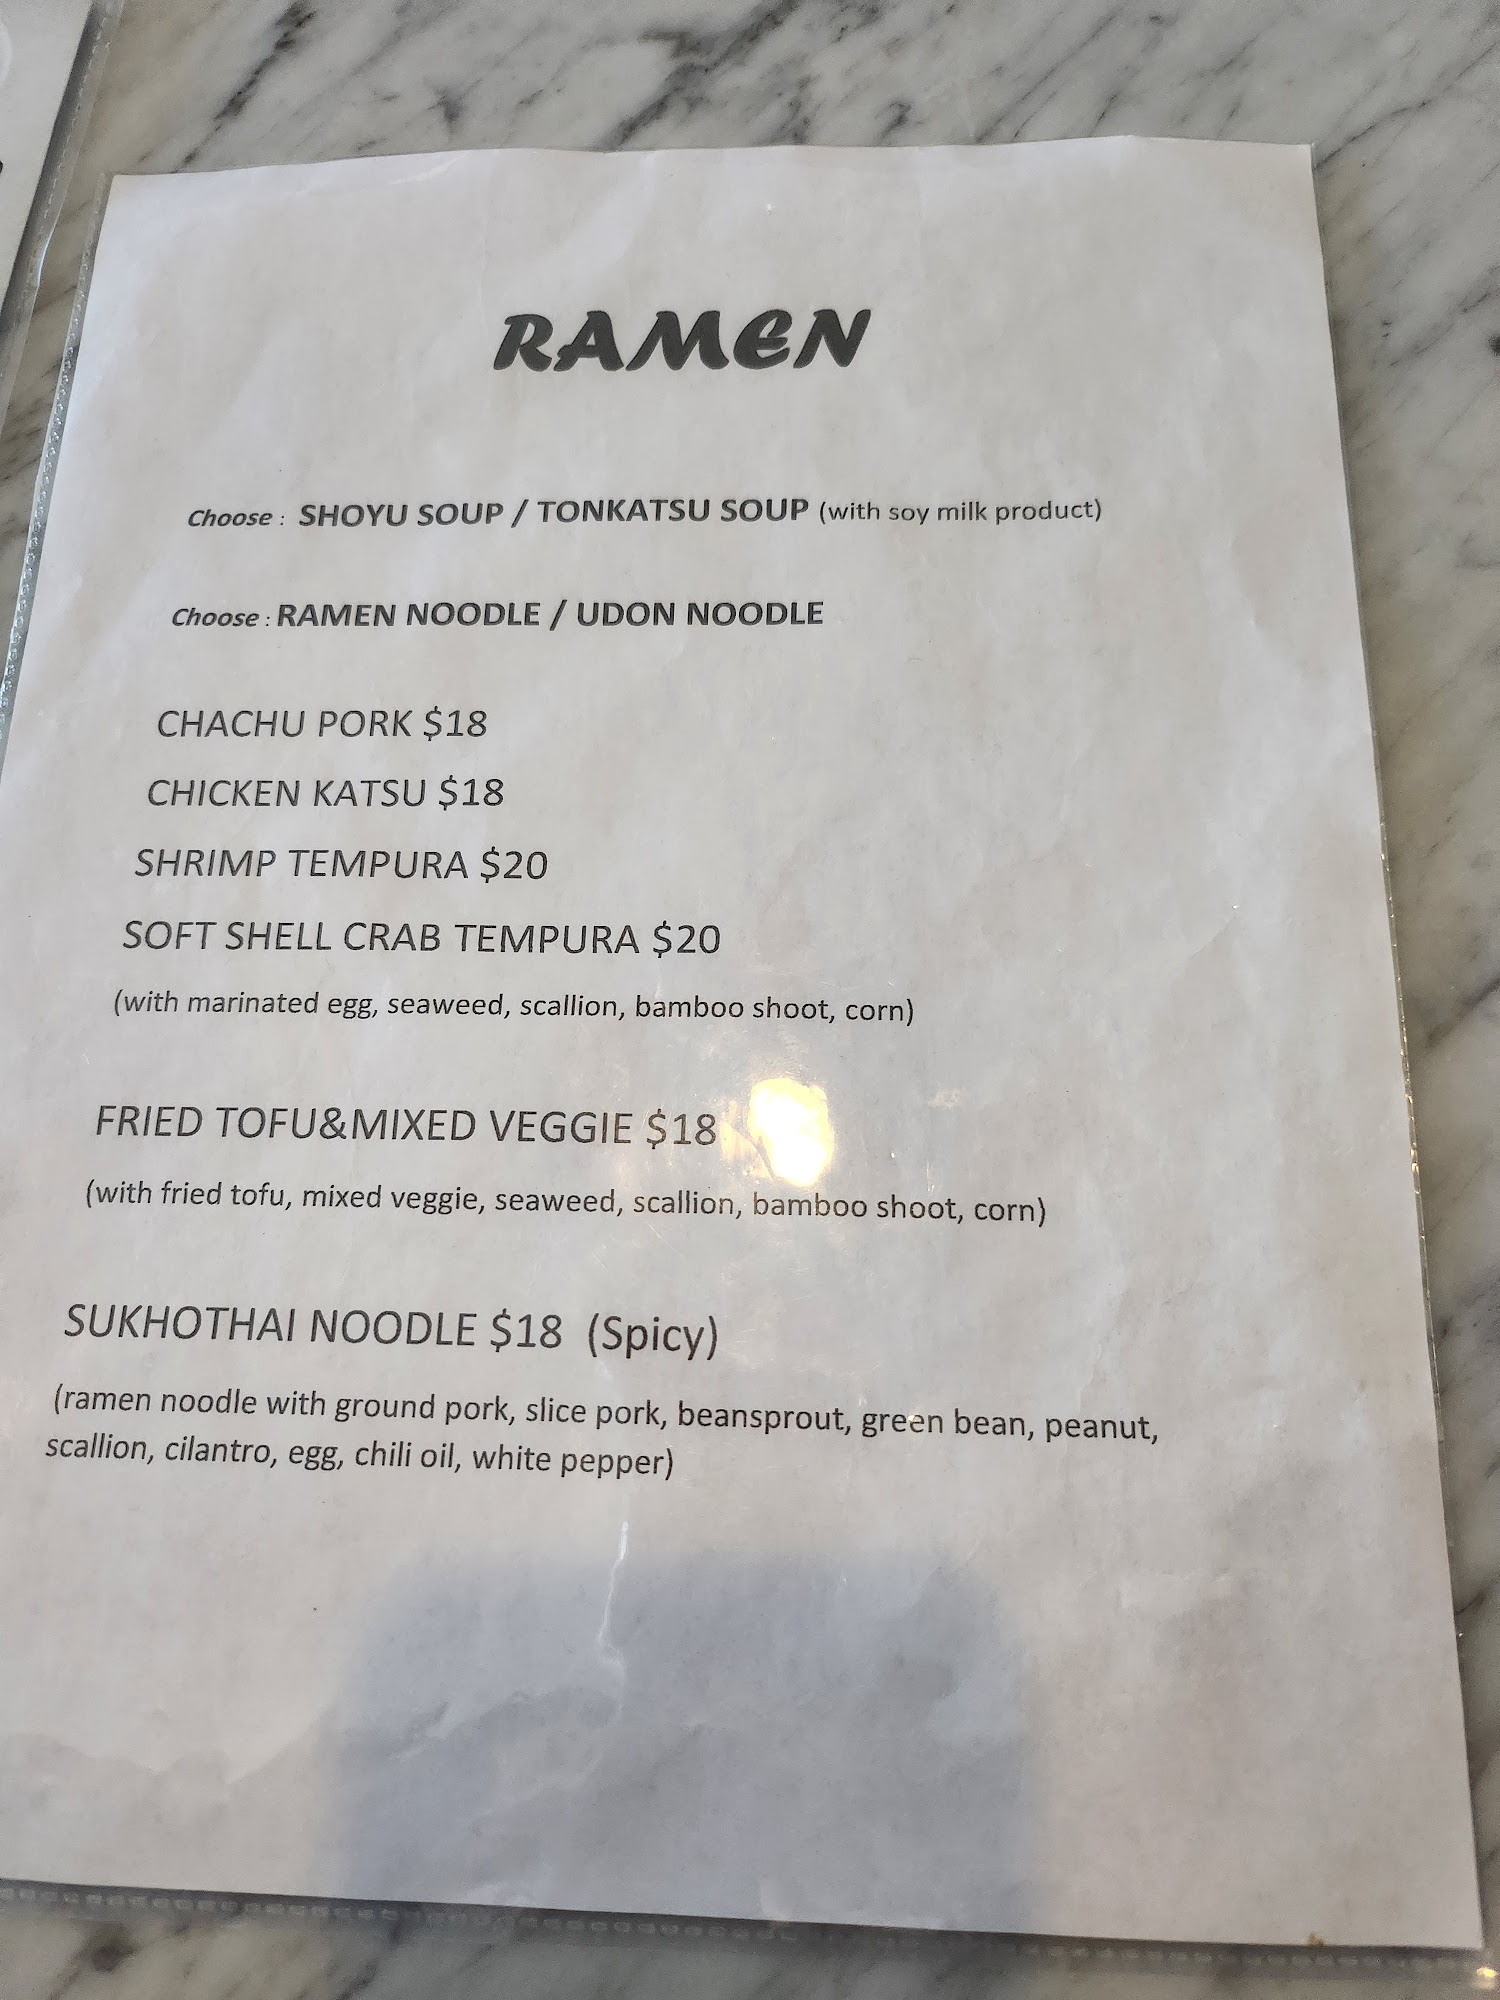 RAMEN
Choose : SHOYU SOUP / TONKATSU SOUP (with soy milk product)
Choose : RAMEN NOODLE / UDON NOODLE
CHACHU PORK $18
CHICKEN KATSU $18
SHRIMP TEMPURA $20
SOFT SHELL CRAB TEMPURA $20
(with marinated egg, seaweed, scallion, bamboo shoot, corn)
FRIED TOFU&MIXED VEGGIE $18
(with fried tofu, mixed veggie, seaweed, scallion, bamboo shoot, corn)
SUKHOTHAI NOODLE $18 (Spicy)
(ramen noodle with ground pork, slice pork, beansprout, green bean, peanut,
scallion, cilantro, egg, chili oil, white pepper)